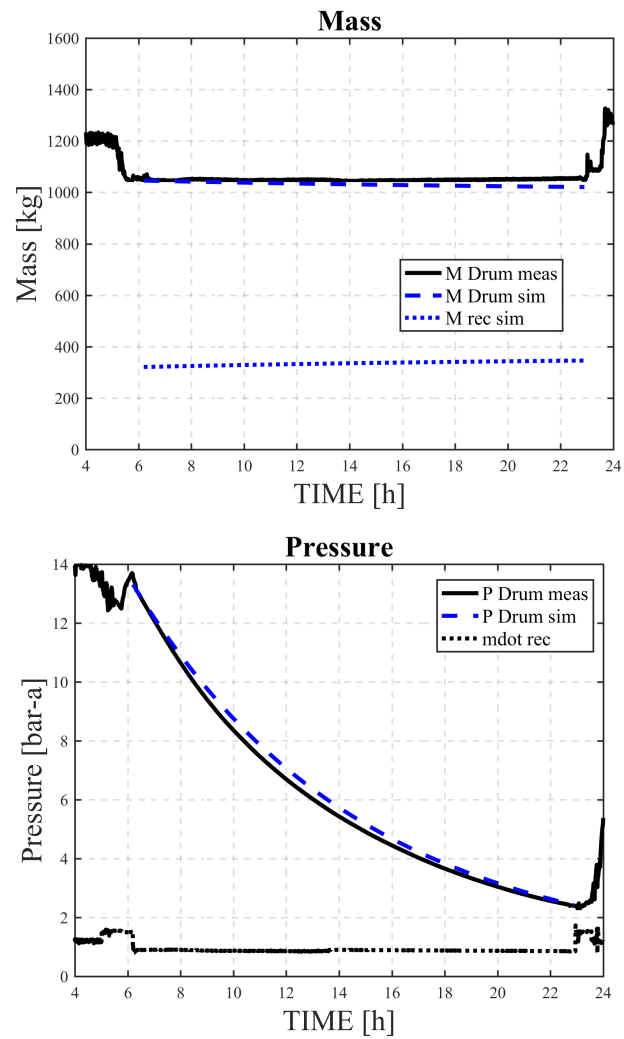 Mass
1600
1400
1200
1000
800
600
400
200
0
Mass [kg]
M Drum meas
M Drum sim
M rec sim
4 6 8 10 12 14 16 18 20 22 24
TIME [h]
Pressure
14
12
10
8
6
4
2
0
Pressure [bar-a]
P Drum meas
P Drum sim
mdot rec
4 6 8 10 12 14 16 18 20 22 24
TIME [h]